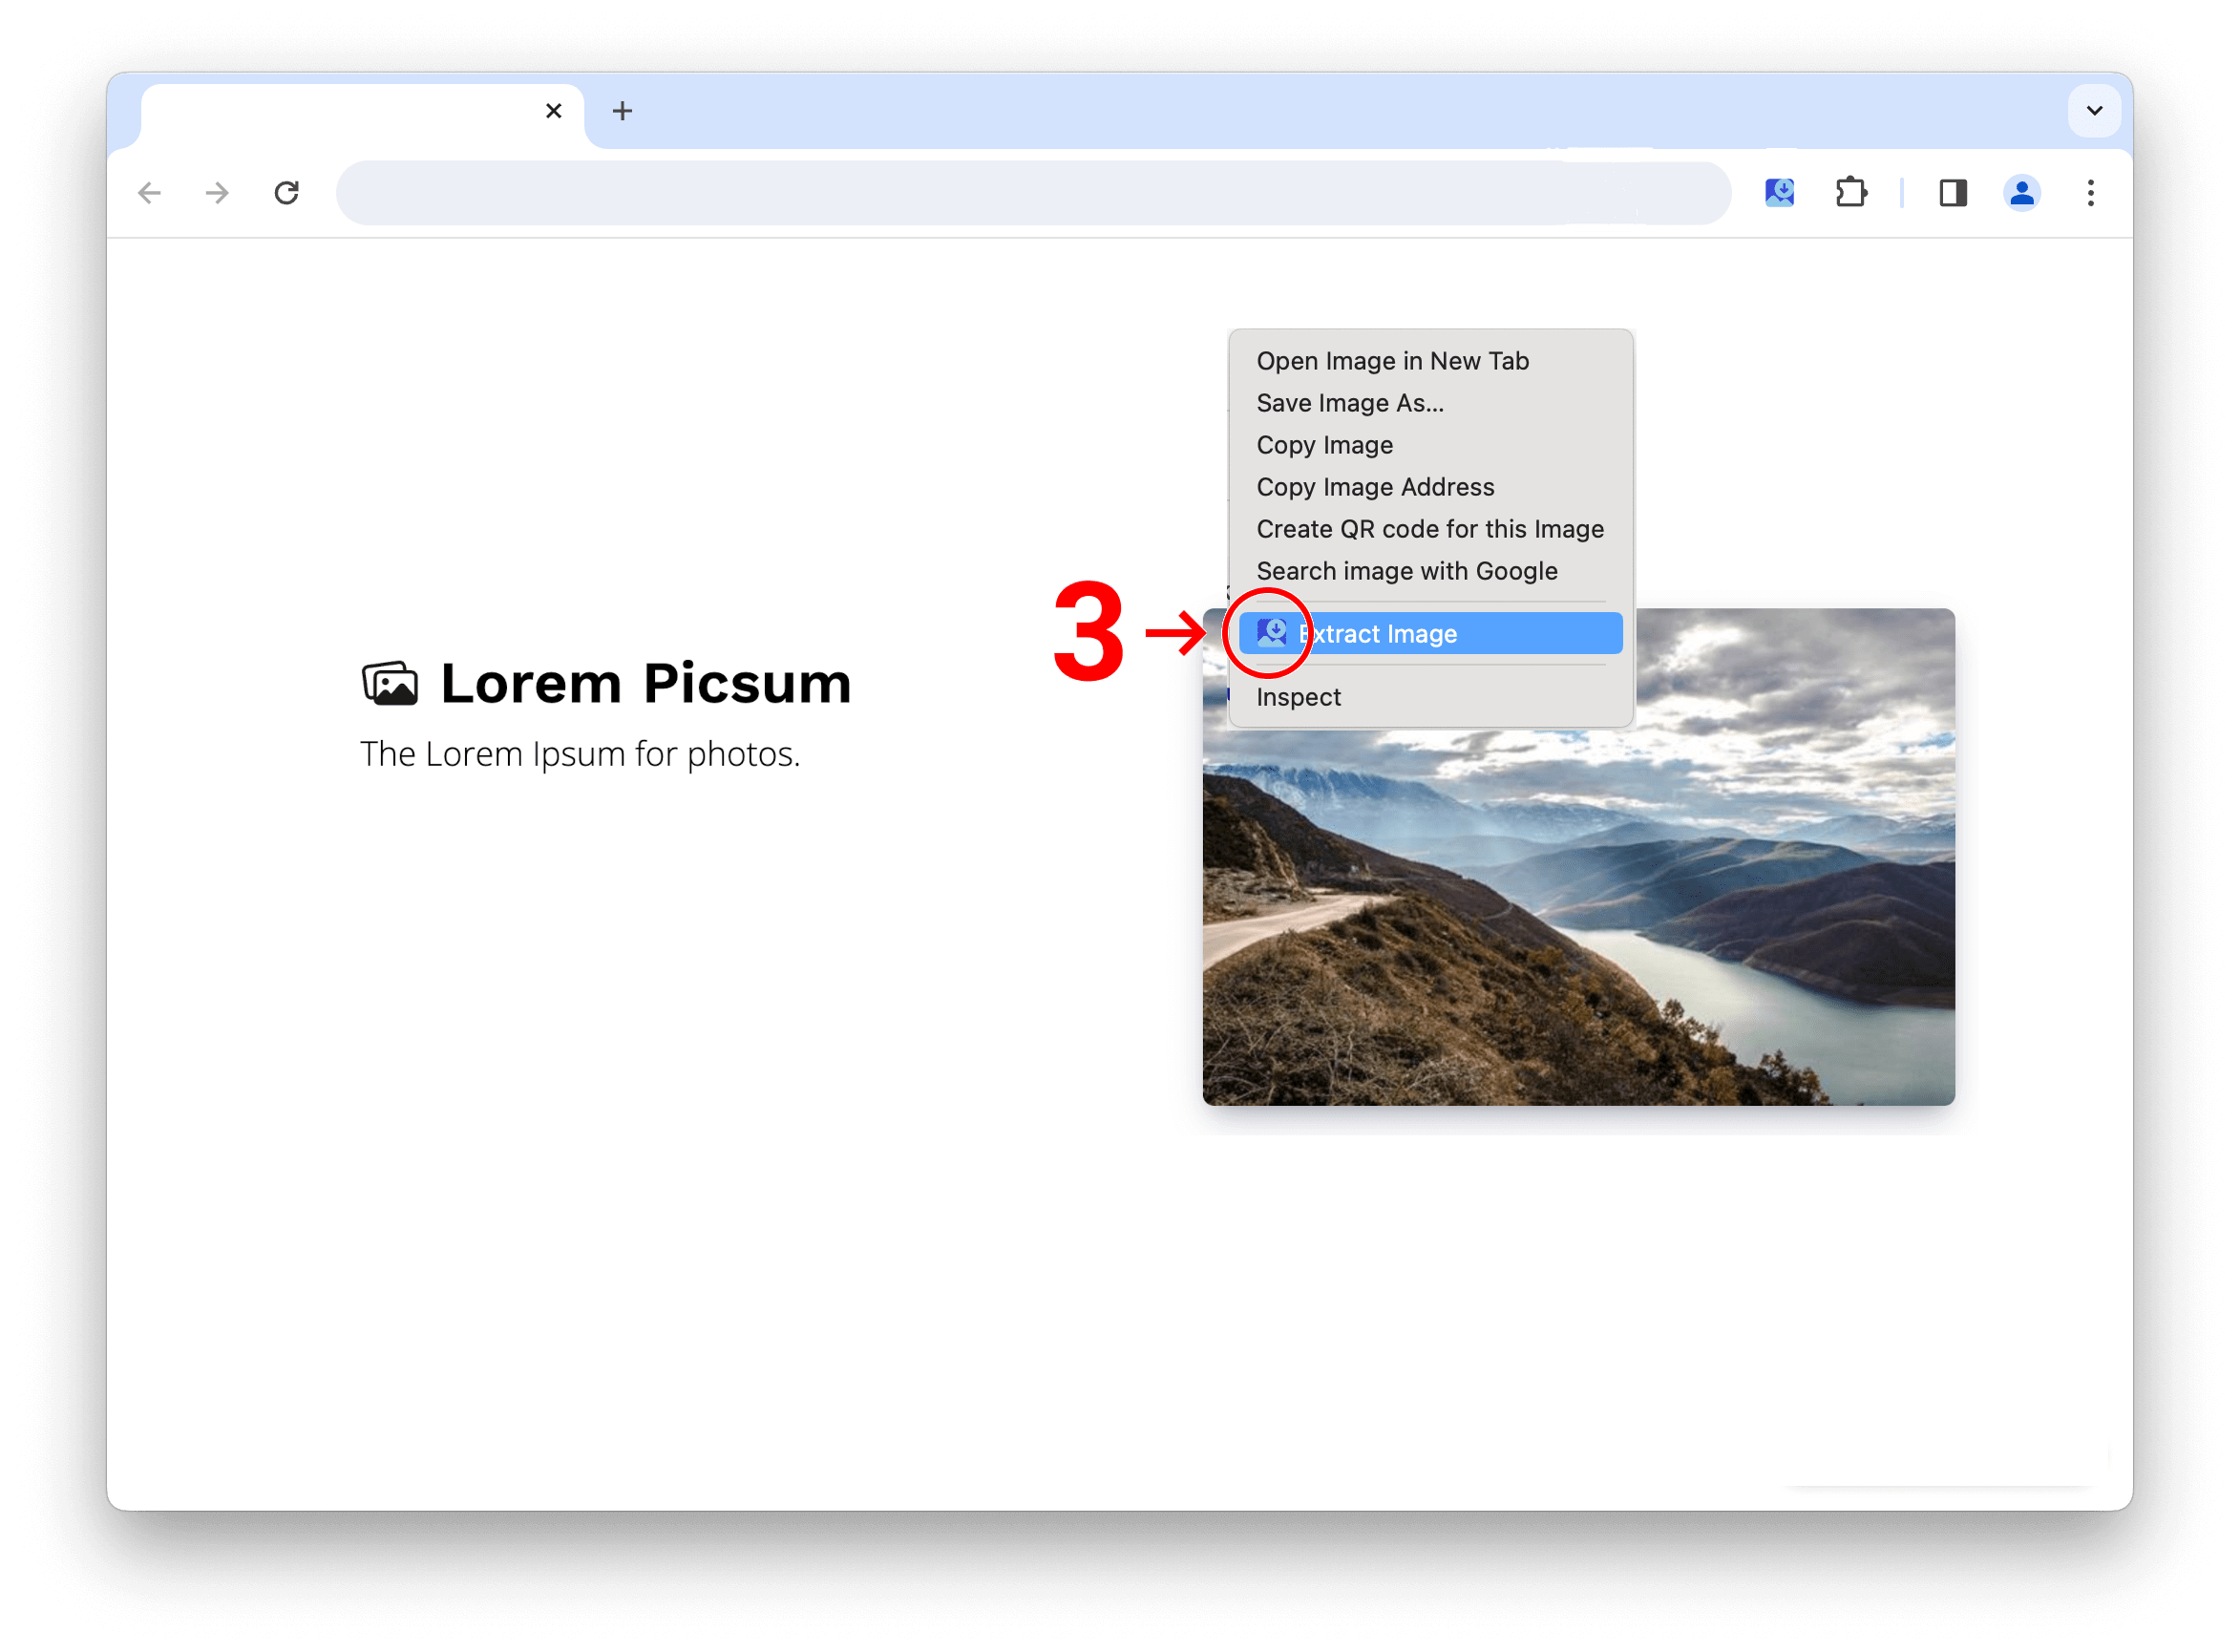 Open Image in New Tab
Save Image As...
Copy Image
Copy Image Address
Create QR code for this Image
Search image with Google
3
Extract Image
Inspect
Lorem Picsum
The Lorem Ipsum for photos.